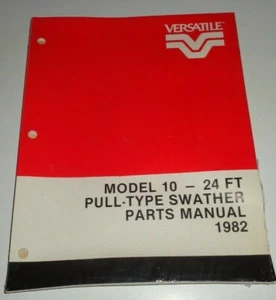 VERSATILE
MODEL 10 – 24 FT
PULL-TYPE SWATHER
PARTS MANUAL
1982